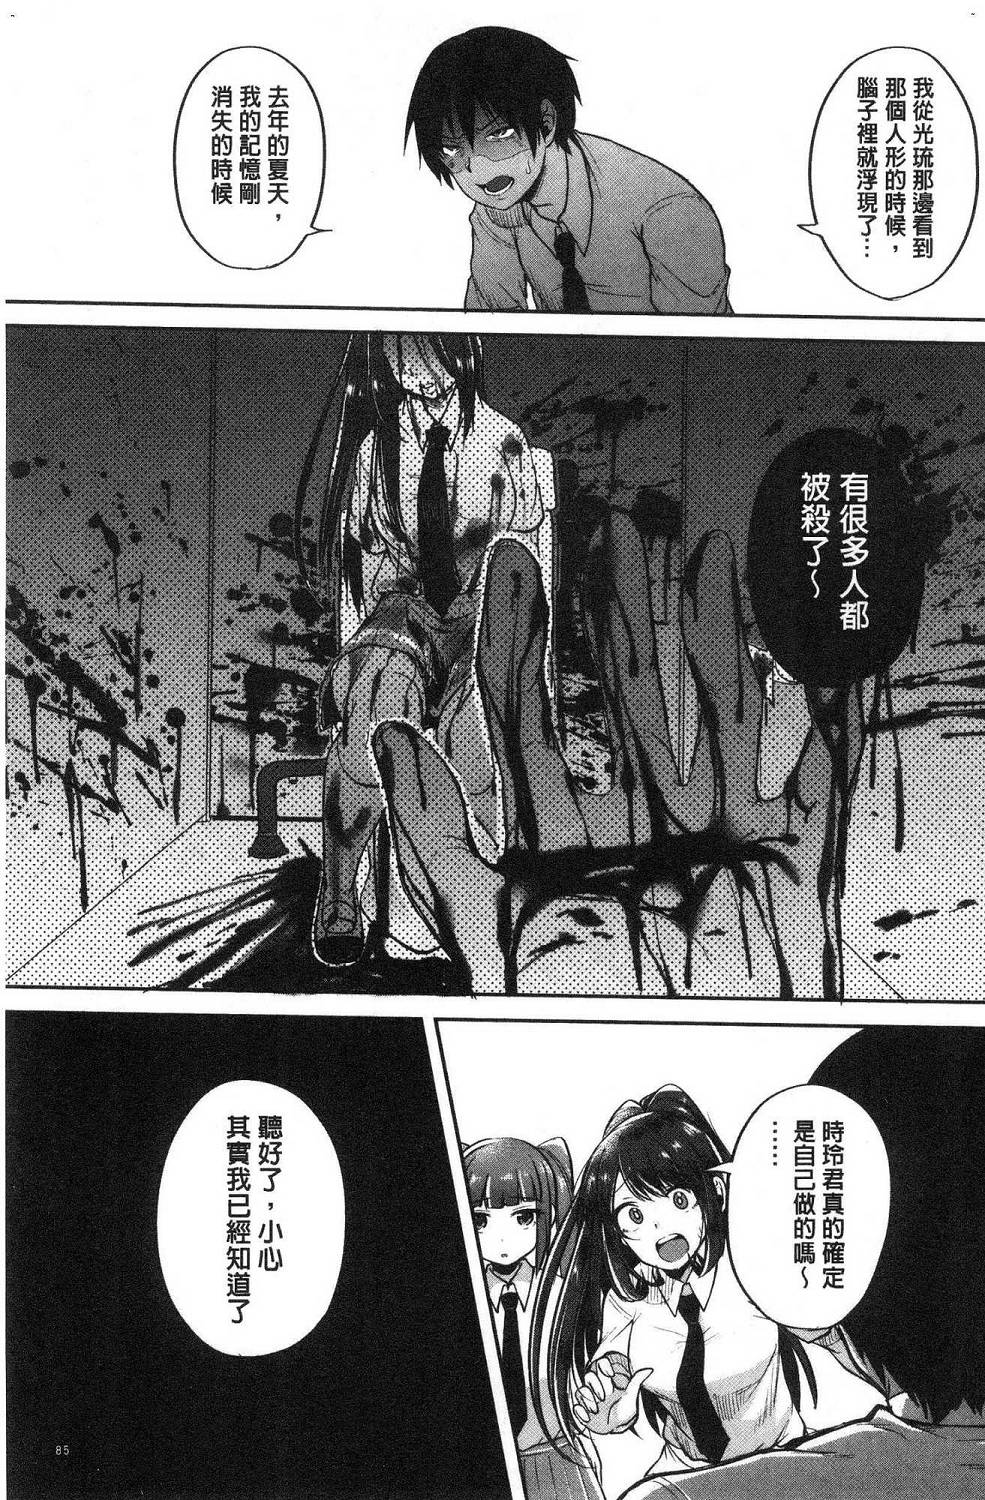 我從光琉那邊看到
那個人形的時候，
腦子裡就浮現了…
去年的夏天，
我的記憶剛
消失的時候
有很多人都
被殺了～
時玲君真的確定
是自己做的嗎～
……
聽好了，小心
其實我已經知道了
85